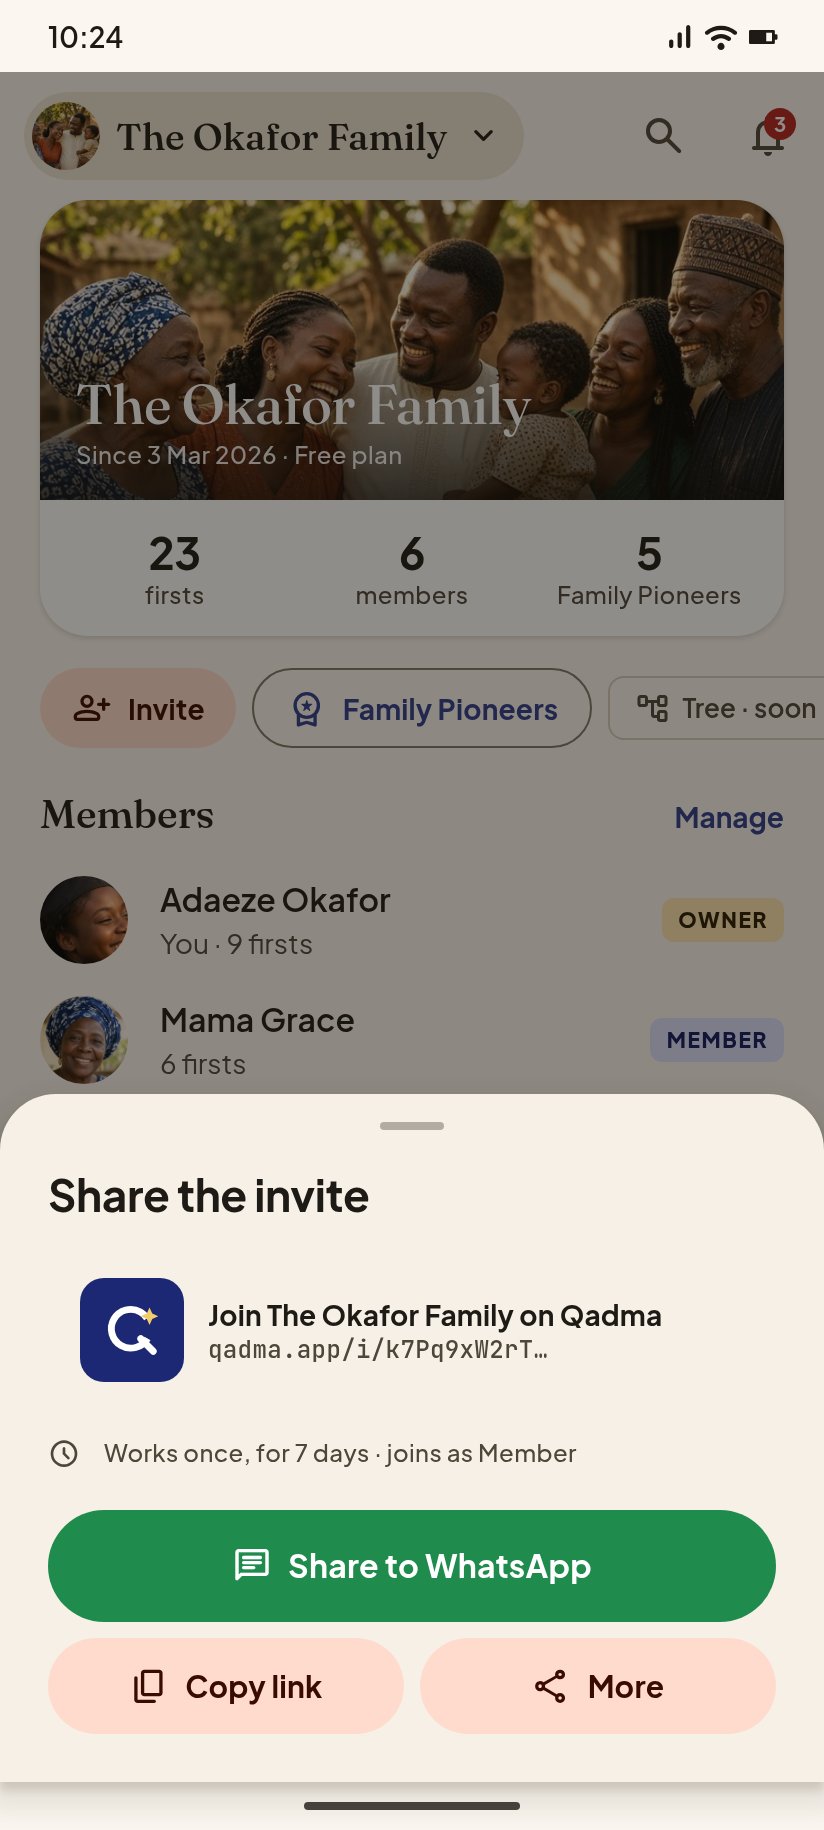 10:24
The Okafor Family
3
The Okafor Family
Since 3 Mar 2026 · Free plan
23 6 5
firsts members Family Pioneers
Invite Family Pioneers Tree · soon
Members Manage
Adaeze Okafor
You · 9 firsts
OWNER
Mama Grace
6 firsts
MEMBER
Share the invite
Join The Okafor Family on Qadma
qadma.app/i/k7Pq9xW2rT…
Works once, for 7 days · joins as Member
Share to WhatsApp
Copy link More